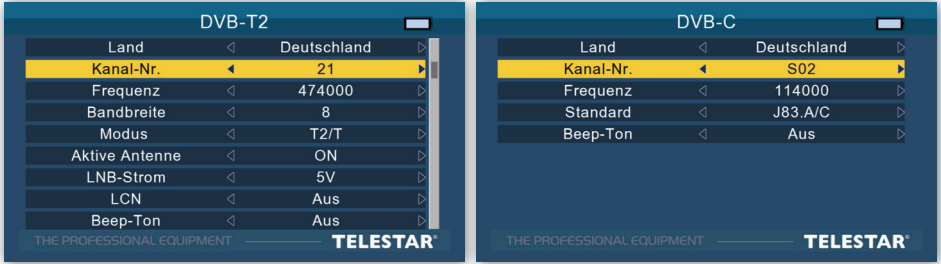 DVB-T2
Land Deutschland
Kanal-Nr. 21
Frequenz 474000
Bandbreite 8
Modus T2/T
Aktive Antenne ON
LNB-Strom 5V
LCN Aus
Beep-Ton Aus
THE PROFESSIONAL EQUIPMENT TELESTAR®
DVB-C
Land Deutschland
Kanal-Nr. S02
Frequenz 114000
Standard J83.A/C
Beep-Ton Aus
THE PROFESSIONAL EQUIPMENT TELESTAR®